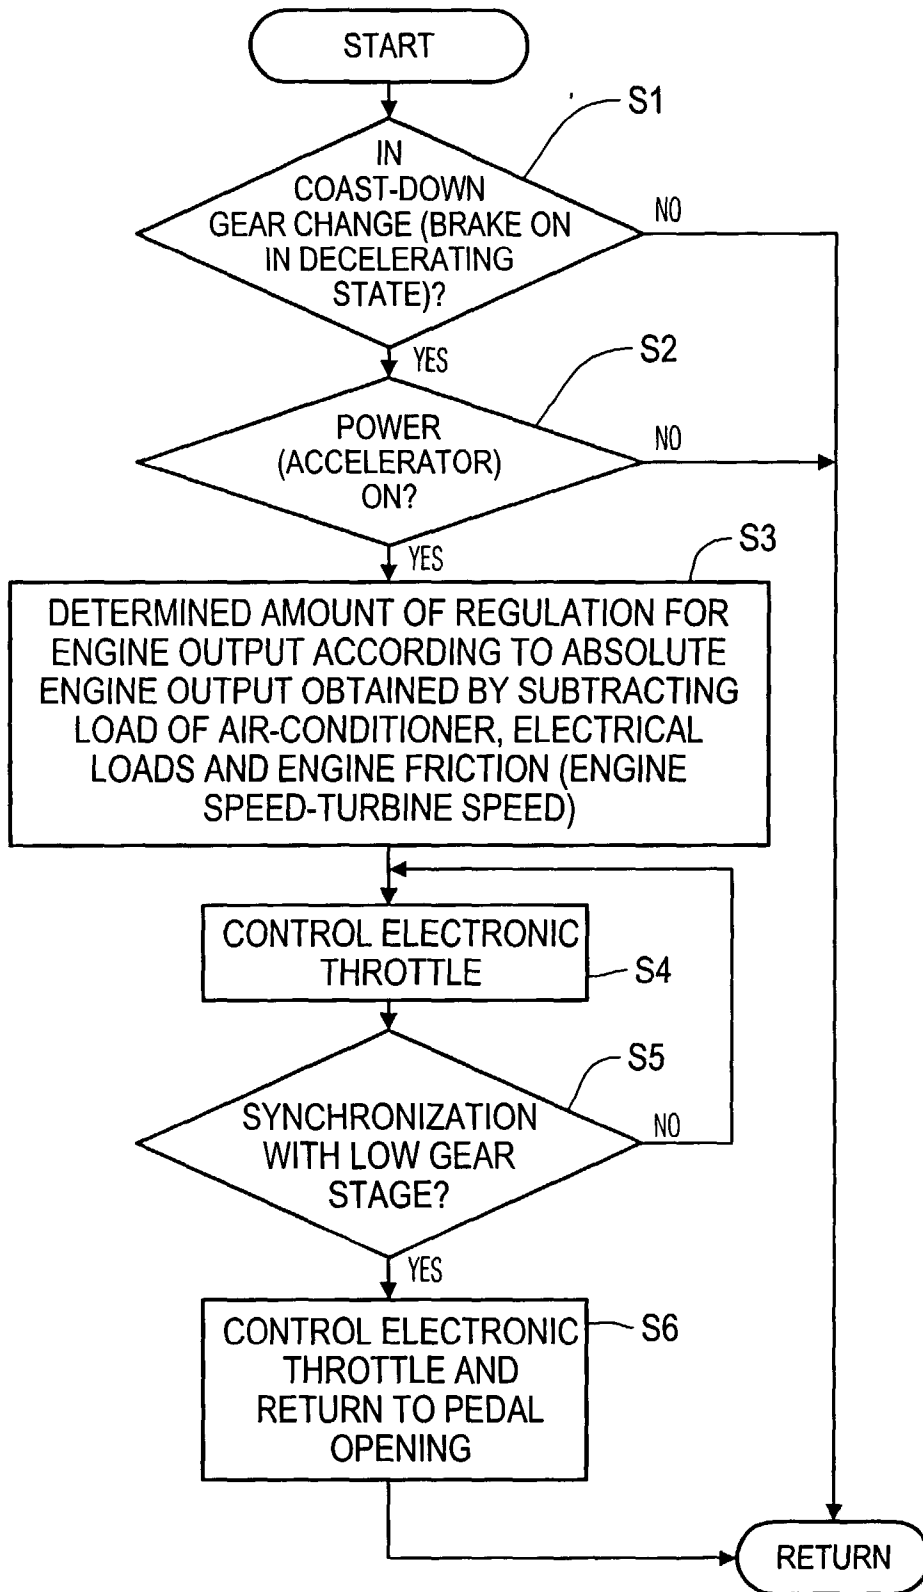 START
S1
IN
COAST-DOWN
GEAR CHANGE (BRAKE ON
IN DECELERATING
STATE)?
NO
YES
S2
POWER
(ACCELERATOR)
ON?
NO
YES
S3
DETERMINED AMOUNT OF REGULATION FOR
ENGINE OUTPUT ACCORDING TO ABSOLUTE
ENGINE OUTPUT OBTAINED BY SUBTRACTING
LOAD OF AIR-CONDITIONER, ELECTRICAL
LOADS AND ENGINE FRICTION (ENGINE
SPEED-TURBINE SPEED)
CONTROL ELECTRONIC
THROTTLE
S4
S5
SYNCHRONIZATION
WITH LOW GEAR
STAGE?
NO
YES
S6
CONTROL ELECTRONIC
THROTTLE AND
RETURN TO PEDAL
OPENING
RETURN